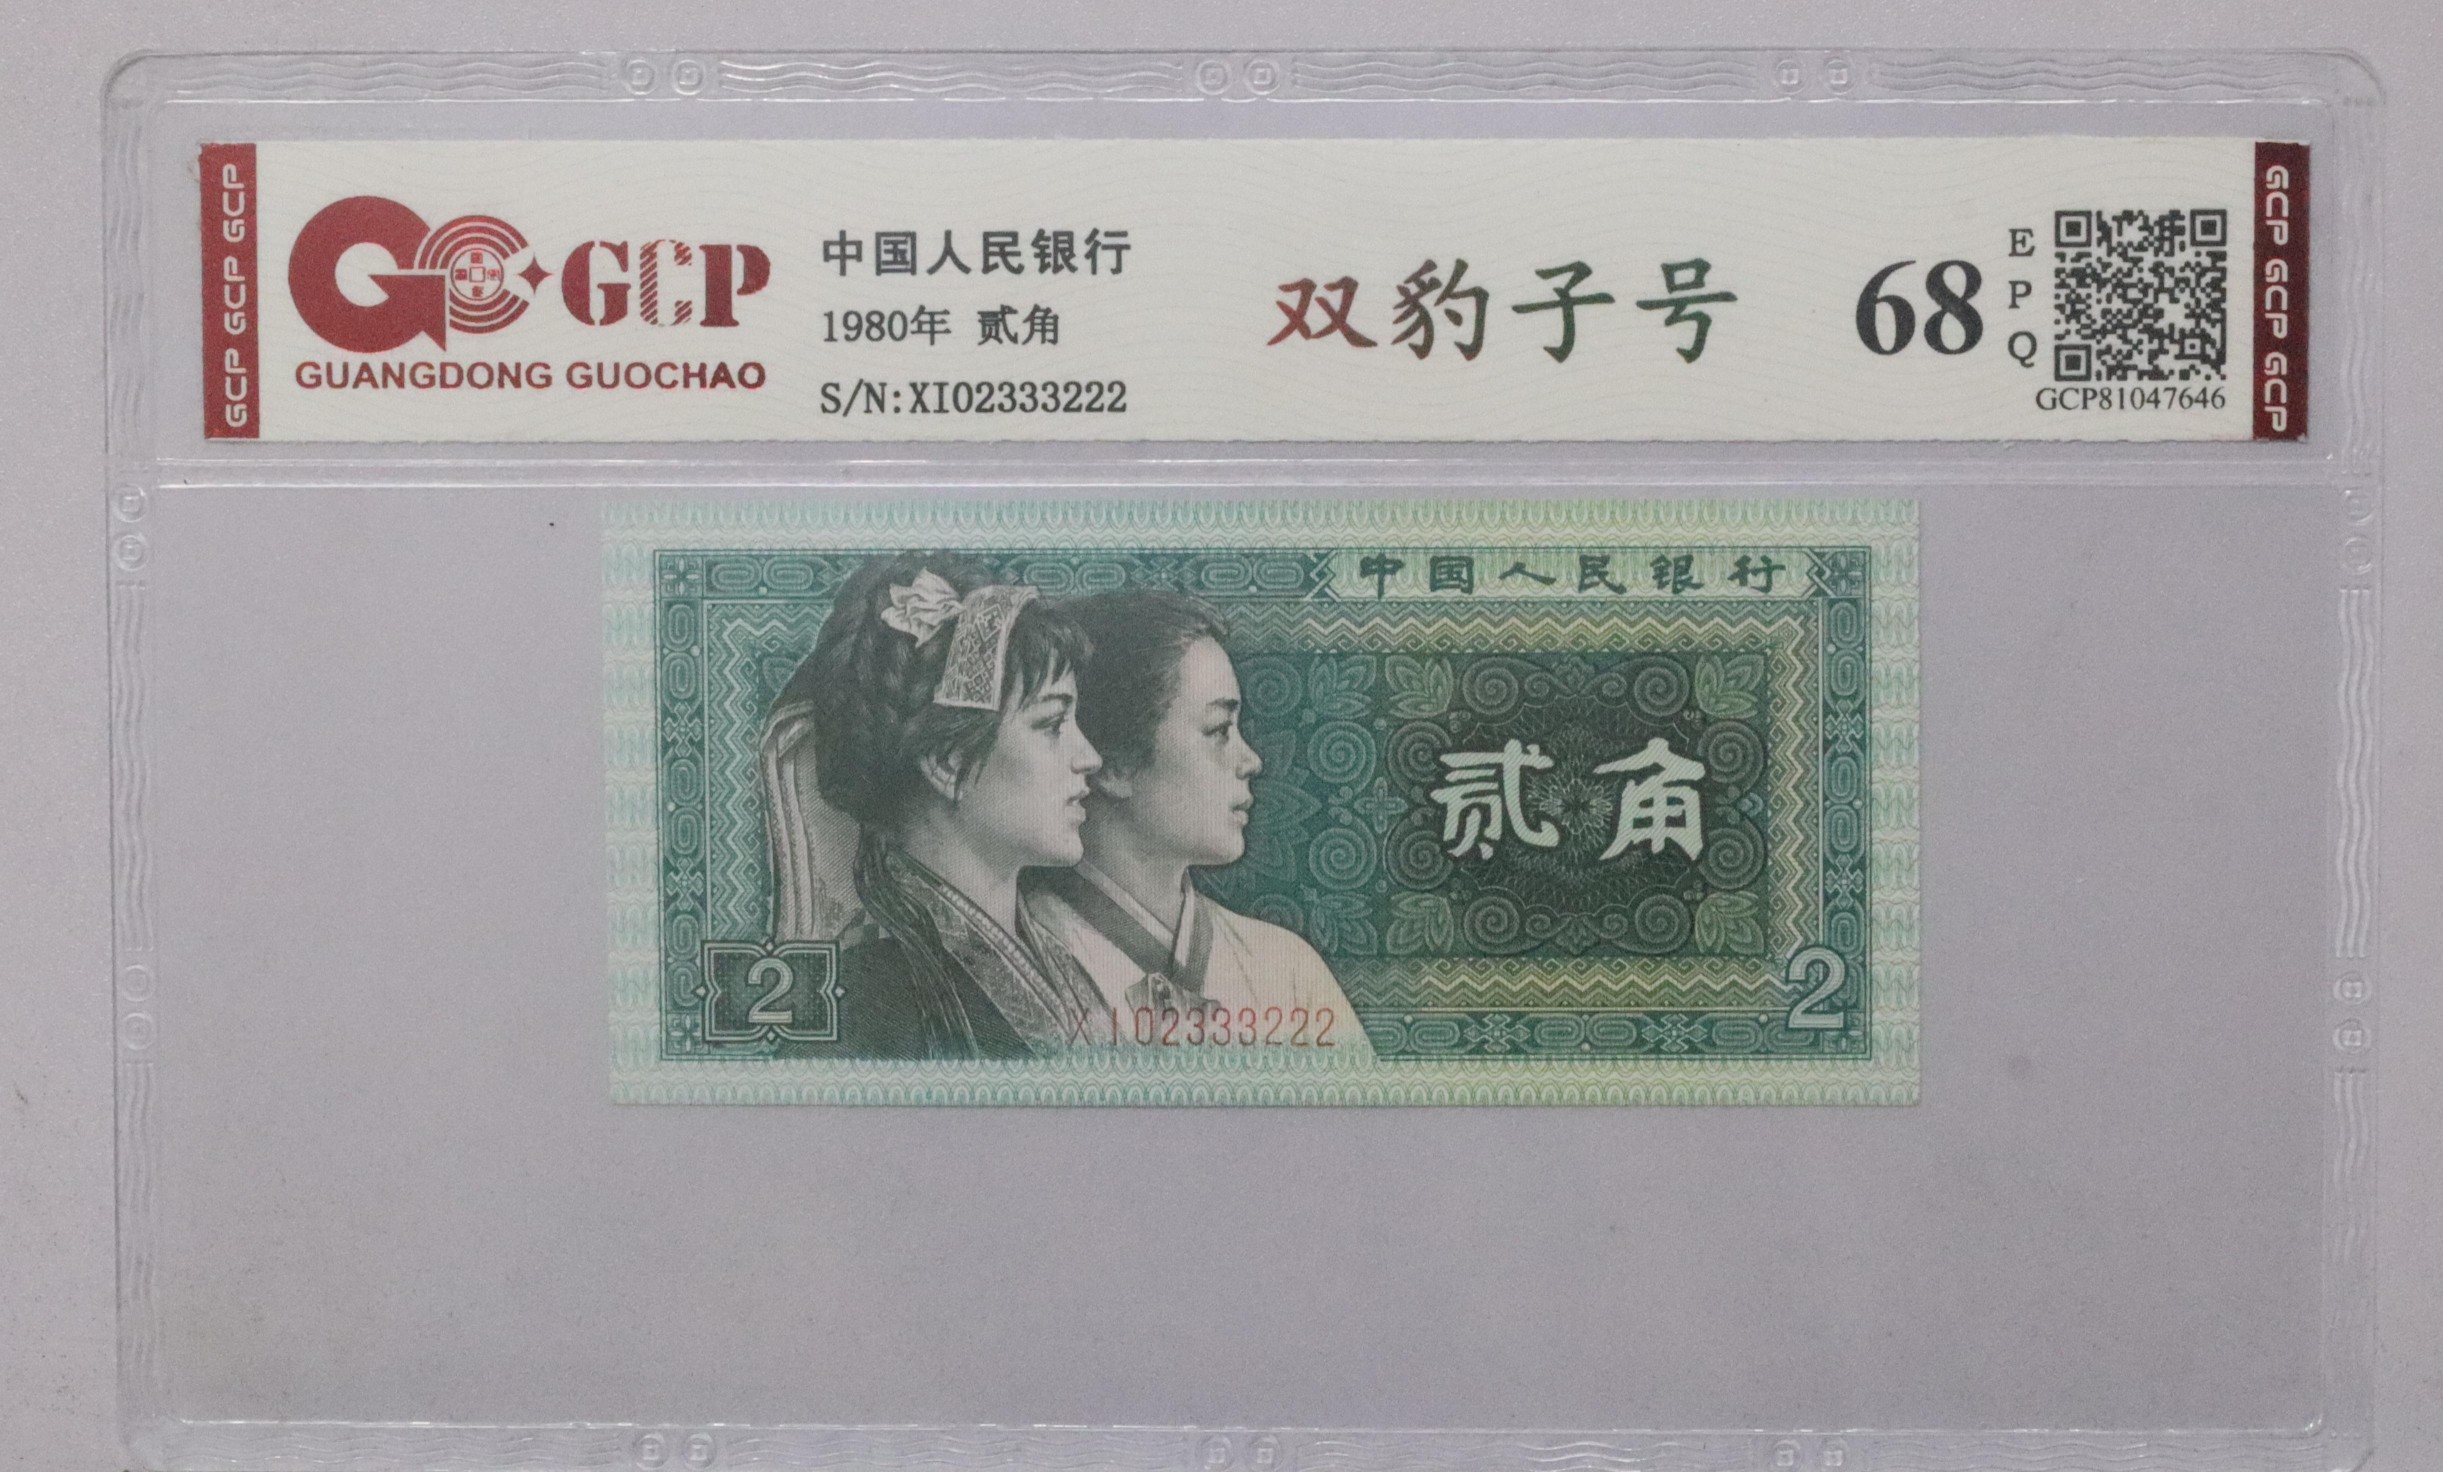 GCP GCP GCP
GCP
GUANGDONG GUOCHAO
中国人民银行
1980年 贰角
S/N:XI02333222
双豹子号
68
E
P
Q
GCP81047646
GCP GCP GCP
中国人民银行
贰角
2
2
XI02333222